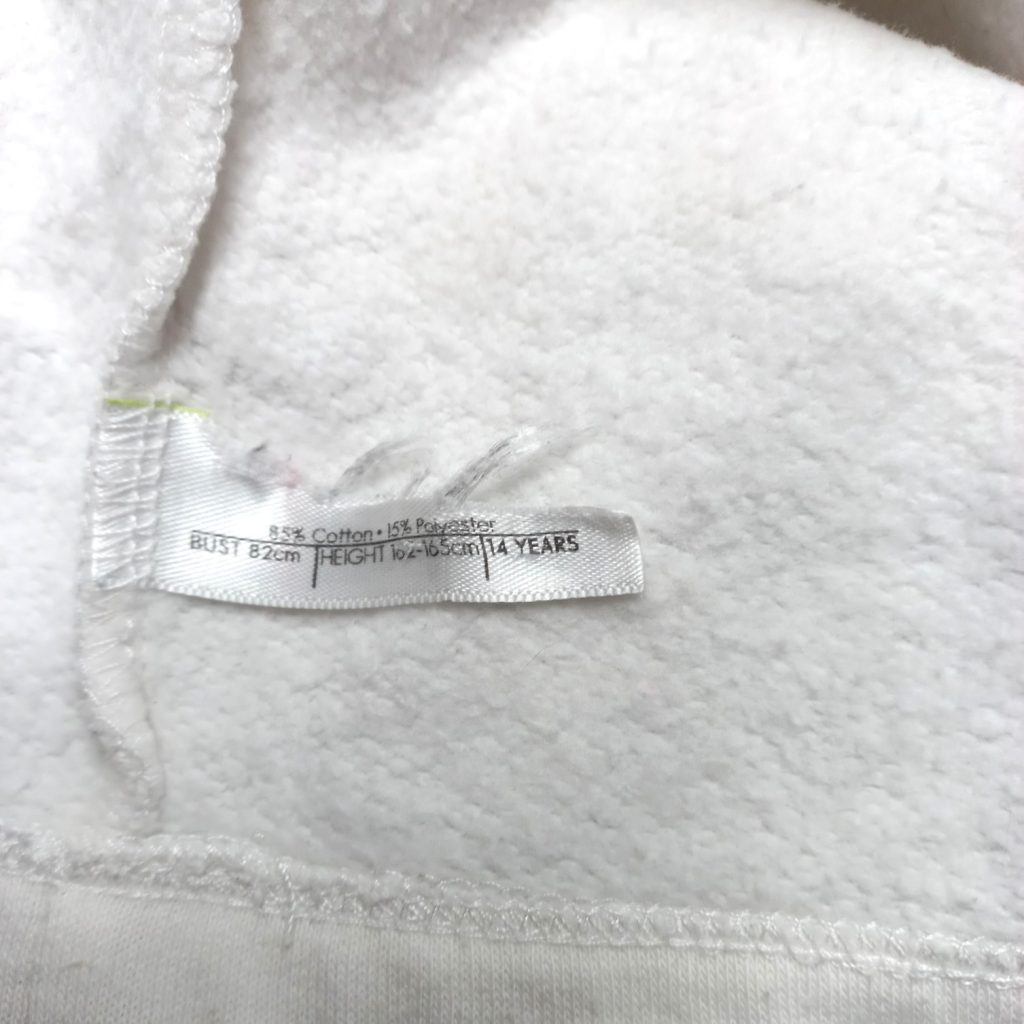 85% Cotton • 15% Polyester
BUST 82cm HEIGHT 162-165cm 14 YEARS